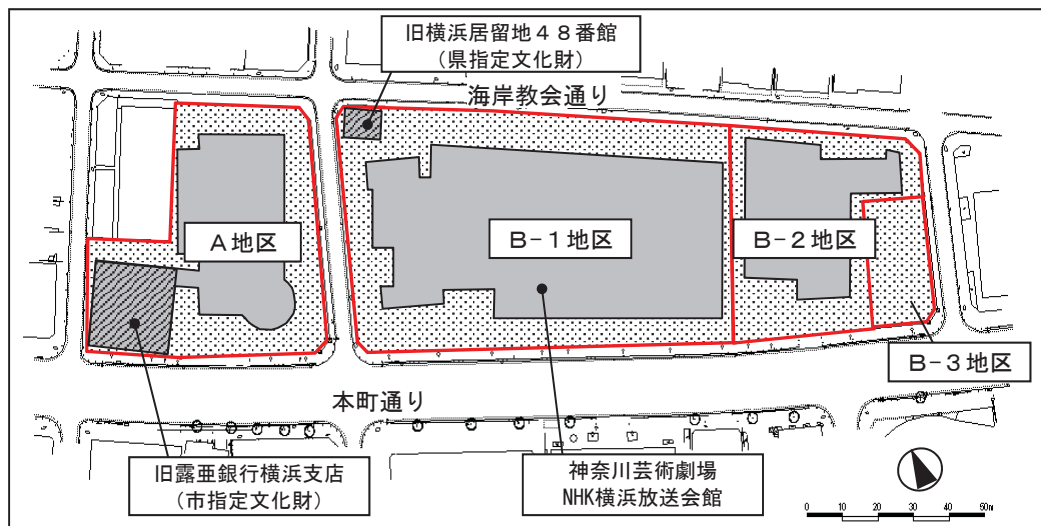 旧横浜居留地48番館
(県指定文化財)
海岸教会通り
A地区
B-1地区
B-2地区
B-3地区
本町通り
旧露亜銀行横浜支店
(市指定文化財)
神奈川芸術劇場
NHK横浜放送会館
0 10 20 30 40 50m